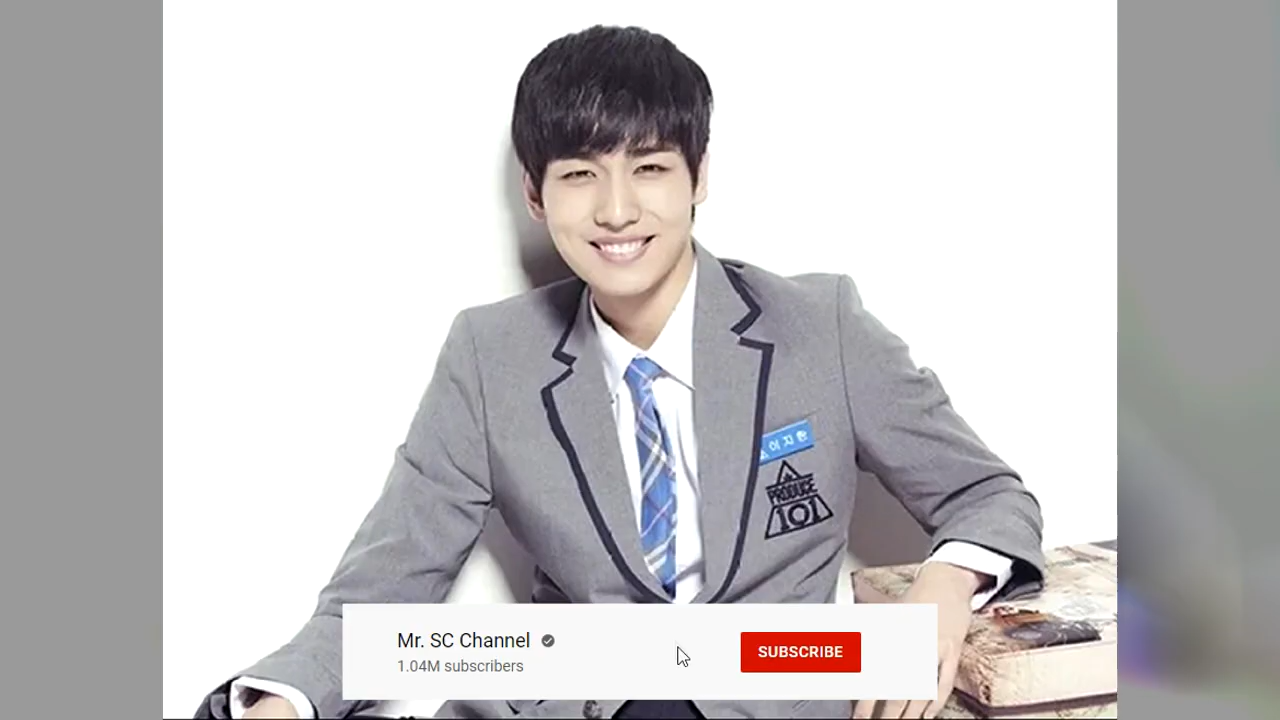 이지한
PRODUCE
101
Mr. SC Channel
1.04M subscribers
SUBSCRIBE